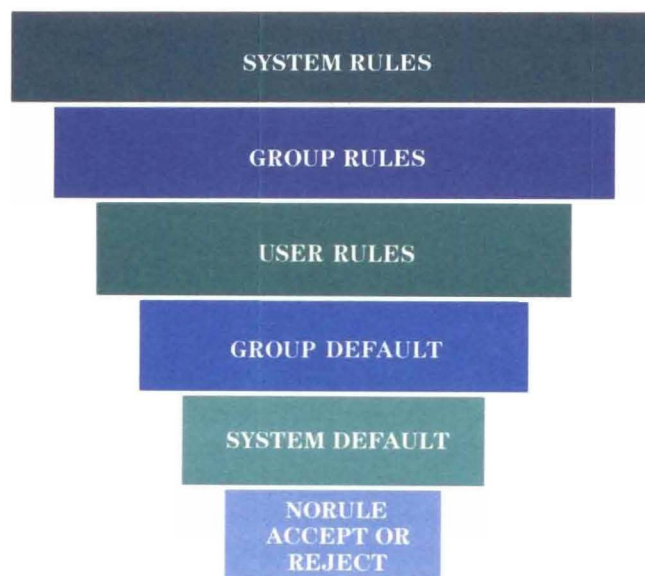 SYSTEM RULES
GROUP RULES
USER RULES
GROUP DEFAULT
SYSTEM DEFAULT
NORULE
ACCEPT OR
REJECT